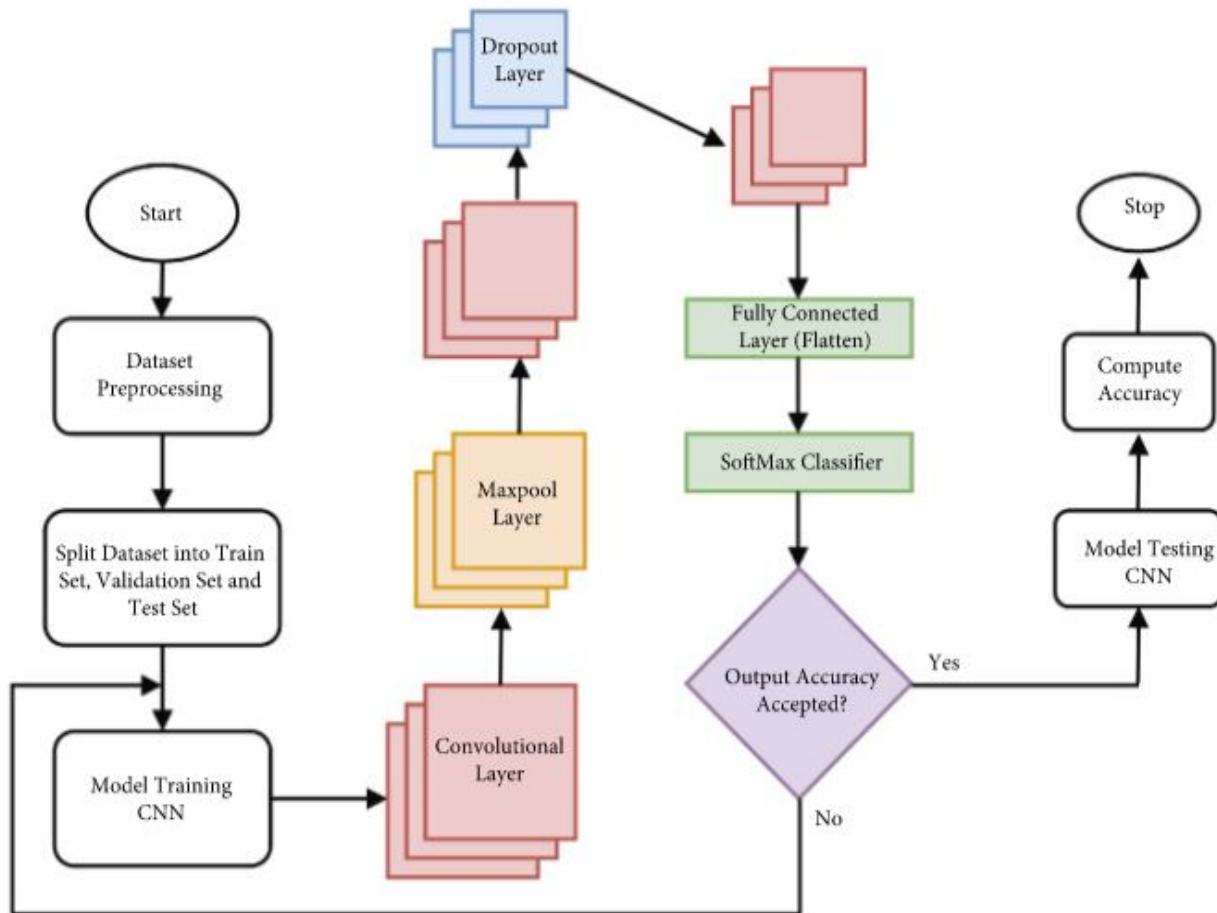 Start
Dataset
Preprocessing
Split Dataset into Train
Set, Validation Set and
Test Set
Model Training
CNN
Convolutional
Layer
Maxpool
Layer
Dropout
Layer
Fully Connected
Layer (Flatten)
SoftMax Classifier
Output Accuracy
Accepted?
No
Yes
Model Testing
CNN
Compute
Accuracy
Stop